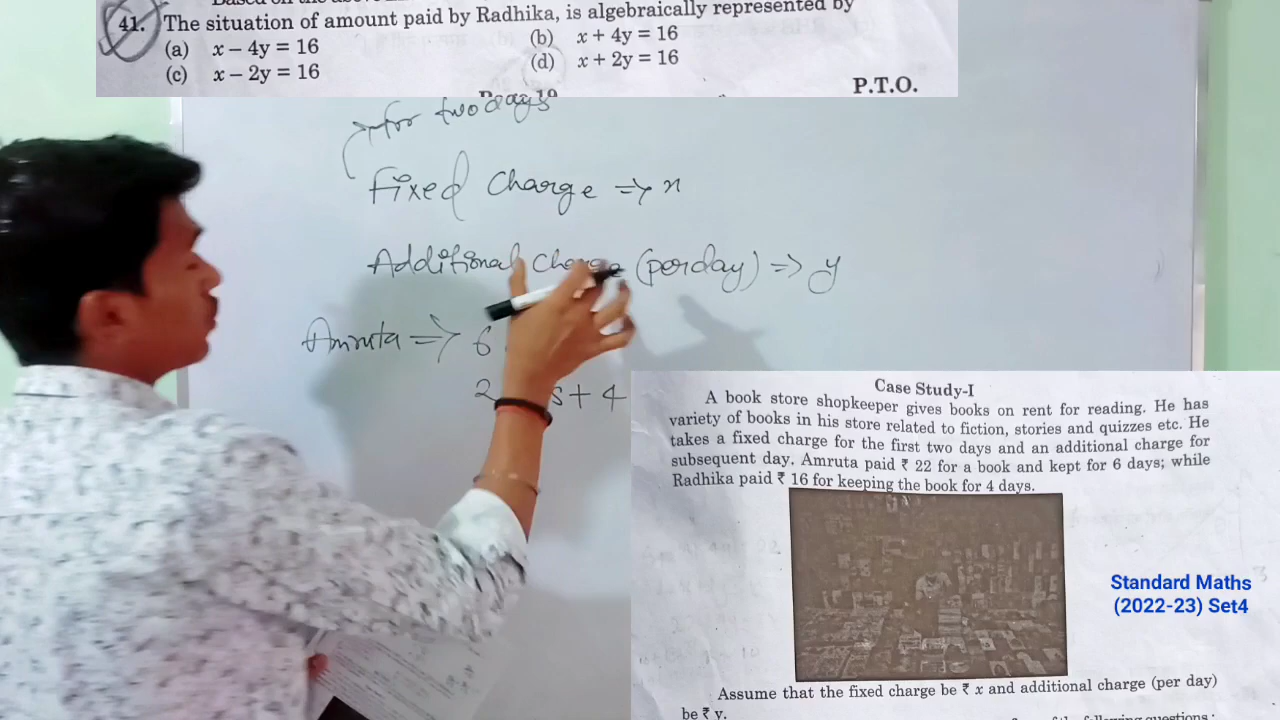 41. The situation of amount paid by Radhika, is algebraically represented by
(a) x – 4y = 16
(b) x + 4y = 16
(c) x – 2y = 16
(d) x + 2y = 16
P.T.O.
for two days
Fixed Charge => x
Additional Charge (per day) => y
Amruta => 6
2 s + 4
Case Study-I
A book store shopkeeper gives books on rent for reading. He has
variety of books in his store related to fiction, stories and quizzes etc. He
takes a fixed charge for the first two days and an additional charge for
subsequent day. Amruta paid ₹ 22 for a book and kept for 6 days; while
Radhika paid ₹ 16 for keeping the book for 4 days.
Standard Maths
(2022-23) Set4
Assume that the fixed charge be ₹ x and additional charge (per day)
be ₹ y.